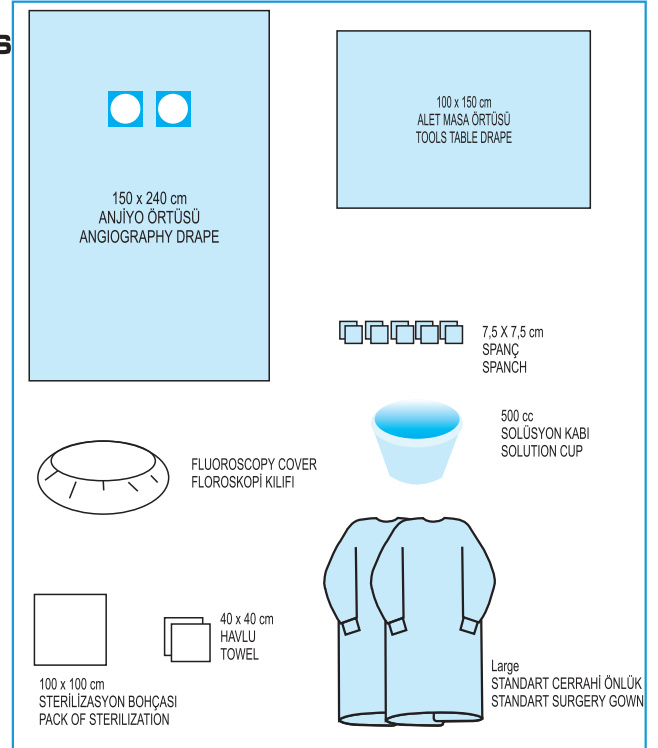 S
150 x 240 cm
ANJİYO ÖRTÜSÜ
ANGIOGRAPHY DRAPE
100 x 150 cm
ALET MASA ÖRTÜSÜ
TOOLS TABLE DRAPE
7,5 X 7,5 cm
SPANÇ
SPANCH
500 cc
SOLÜSYON KABI
SOLUTION CUP
FLUOROSCOPY COVER
FLOROSKOPİ KILIFI
40 x 40 cm
HAVLU
TOWEL
100 x 100 cm
STERİLİZASYON BOHÇASI
PACK OF STERILIZATION
Large
STANDART CERRAHİ ÖNLÜK
STANDART SURGERY GOWN